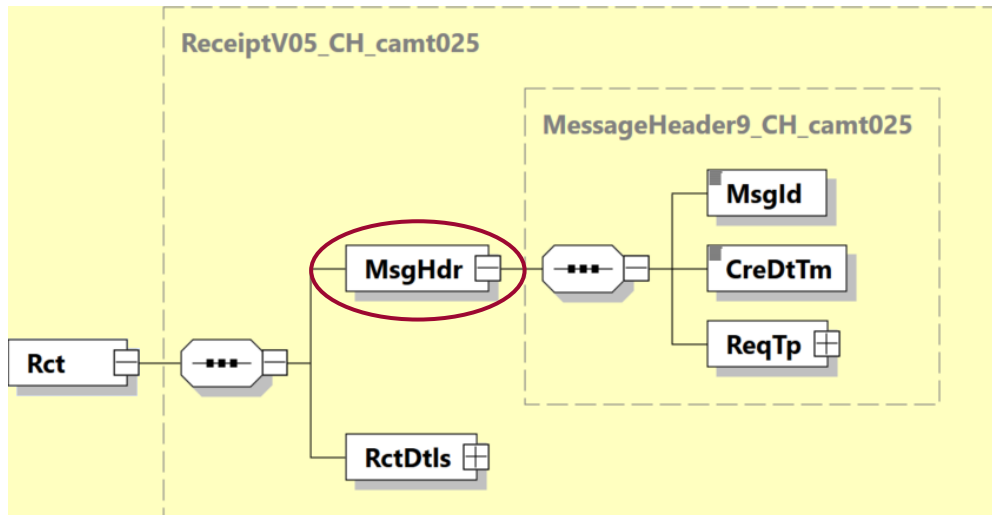 ReceiptV05_CH_camt025
MessageHeader9_CH_camt025
MsgId
MsgHdr
CreDtTm
ReqTp
Rct
RctDtls